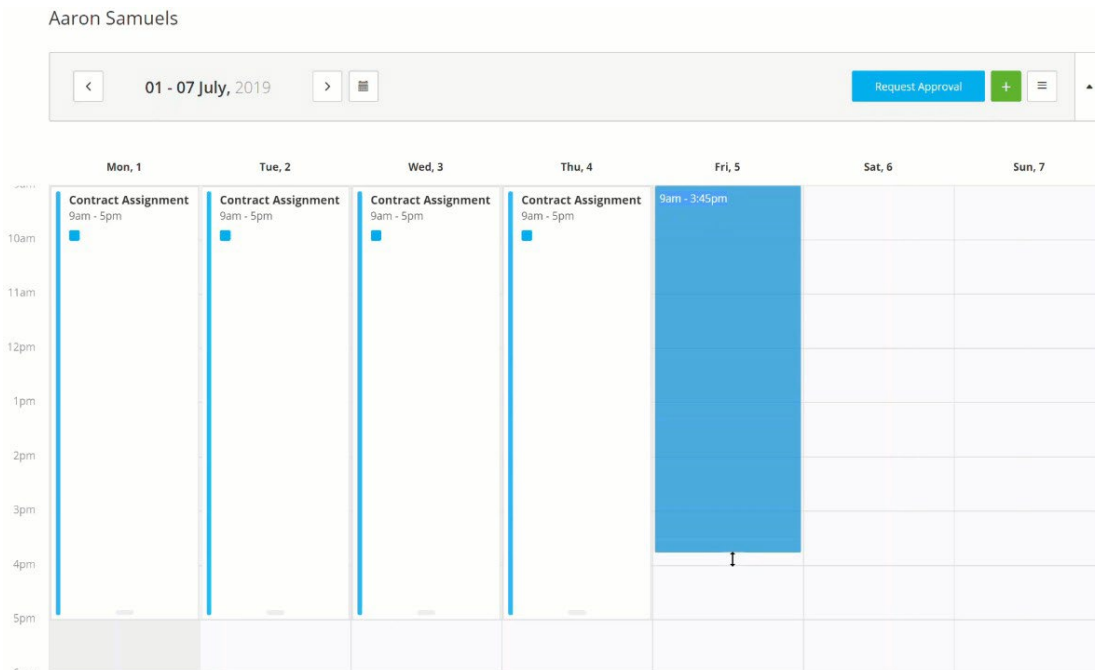 Aaron Samuels
01 - 07 July, 2019
Request Approval
+
Mon, 1
Tue, 2
Wed, 3
Thu, 4
Fri, 5
Sat, 6
Sun, 7
Contract Assignment
9am - 5pm
Contract Assignment
9am - 5pm
Contract Assignment
9am - 5pm
Contract Assignment
9am - 5pm
9am - 3:45pm
10am
11am
12pm
1pm
2pm
3pm
4pm
5pm